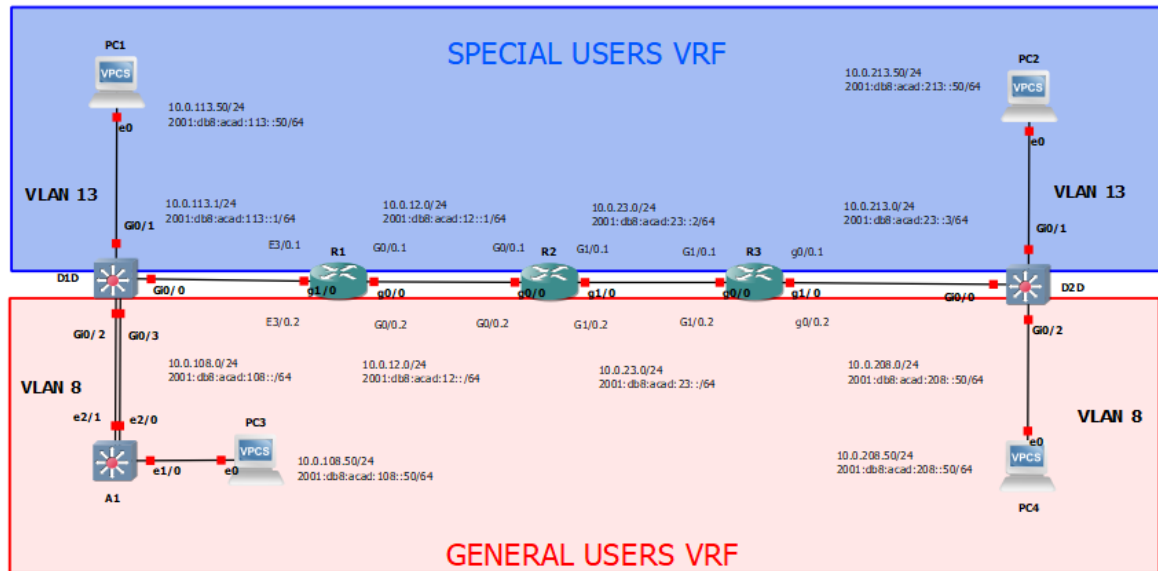 SPECIAL USERS VRF
PC1
VPCS
10.0.113.50/24
2001:db8:acad:113::50/64
e0
PC2
VPCS
10.0.213.50/24
2001:db8:acad:213::50/64
e0
VLAN 13
VLAN 13
Gi0/1
10.0.113.1/24
2001:db8:acad:113::1/64
10.0.12.0/24
2001:db8:acad:12::1/64
10.0.23.0/24
2001:db8:acad:23::2/64
10.0.213.0/24
2001:db8:acad:23::3/64
Gi0/1
E3/0.1
R1
G0/0.1
G0/0.1
R2
G1/0.1
G1/0.1
R3
g0/0.1
D1D
Gi0/0
g1/0
g0/0
g0/0
g1/0
g0/0
g1/0
Gi0/0
D2D
Gi0/2
Gi0/3
E3/0.2
G0/0.2
G0/0.2
G1/0.2
G1/0.2
g0/0.2
Gi0/2
10.0.108.0/24
2001:db8:acad:108::/64
10.0.12.0/24
2001:db8:acad:12::/64
10.0.23.0/24
2001:db8:acad:23::/64
10.0.208.0/24
2001:db8:acad:208::50/64
VLAN 8
VLAN 8
e2/1
e2/0
PC3
VPCS
e1/0
e0
A1
10.0.108.50/24
2001:db8:acad:108::50/64
10.0.208.50/24
2001:db8:acad:208::50/64
e0
VPCS
PC4
GENERAL USERS VRF